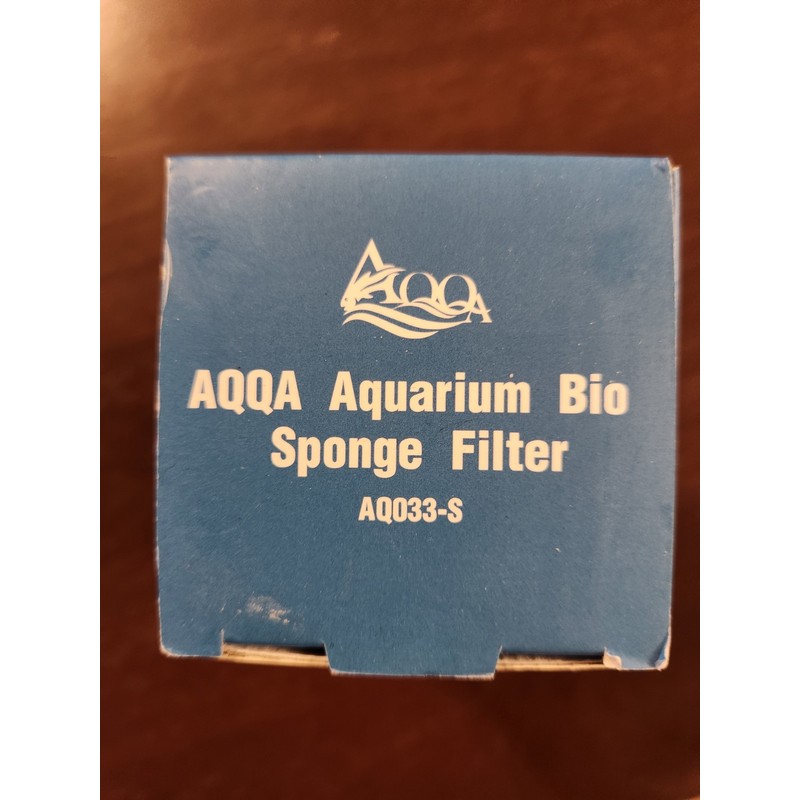 AQQA
AQQA Aquarium Bio
Sponge Filter
AQ033-S